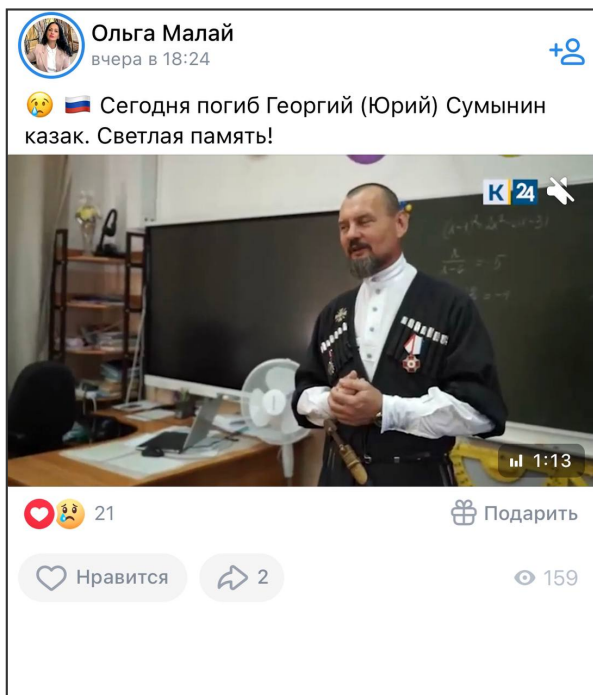 Ольга Малай
вчера в 18:24
😢 🇷🇺 Сегодня погиб Георгий (Юрий) Сумынин
казак. Светлая память!
К 24
1:13
21
Подарить
Нравится
2
159